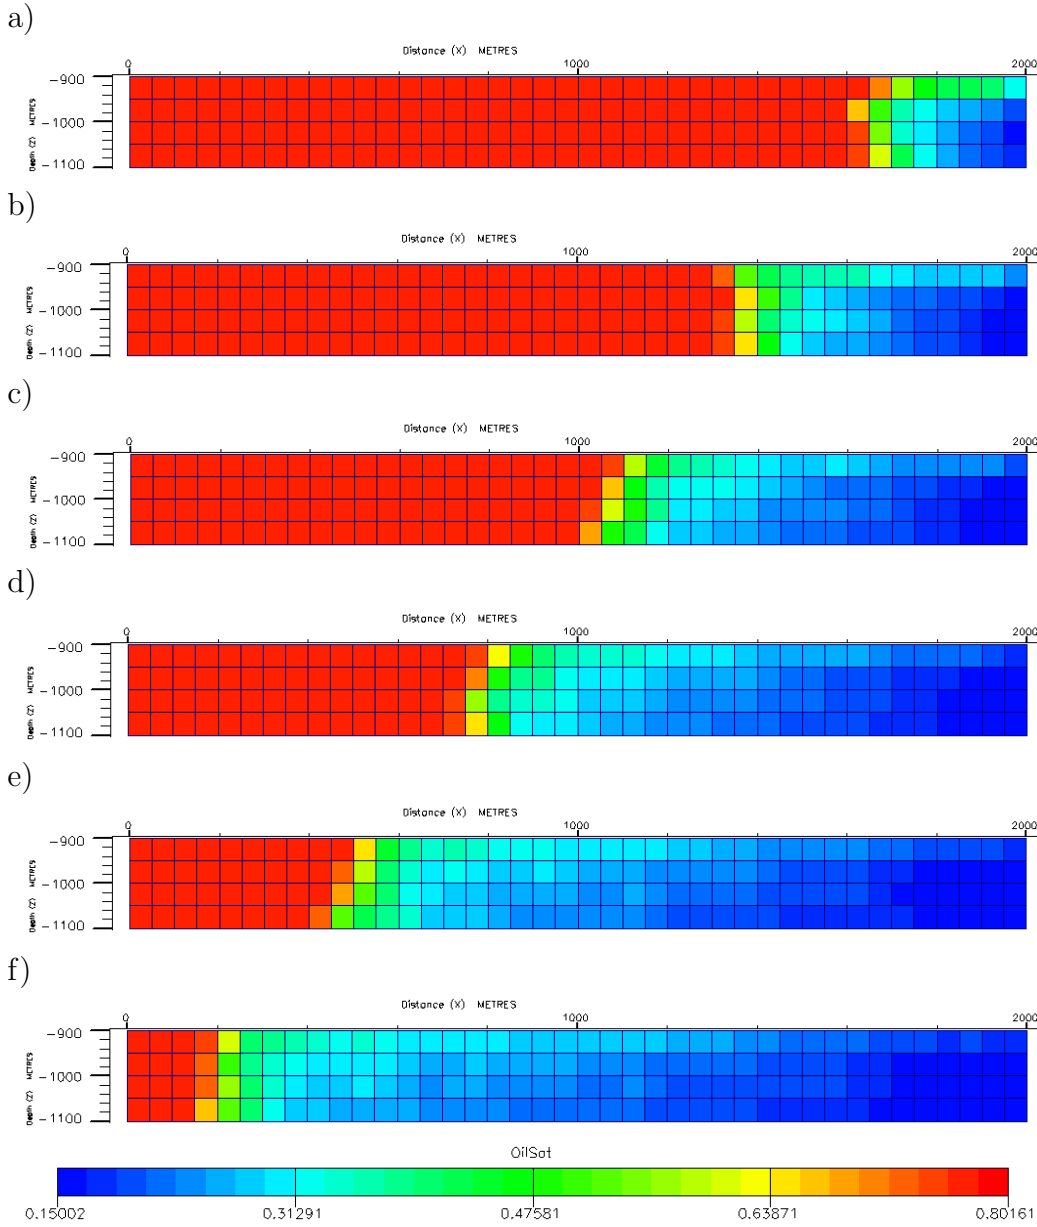 a)
Distance (X) METRES
0 1000 2000
-900
-1000
-1100
Depth (Z) METRES
b)
Distance (X) METRES
0 1000 2000
-900
-1000
-1100
Depth (Z) METRES
c)
Distance (X) METRES
0 1000 2000
-900
-1000
-1100
Depth (Z) METRES
d)
Distance (X) METRES
0 1000 2000
-900
-1000
-1100
Depth (Z) METRES
e)
Distance (X) METRES
0 1000 2000
-900
-1000
-1100
Depth (Z) METRES
f)
Distance (X) METRES
0 1000 2000
-900
-1000
-1100
Depth (Z) METRES
OilSat
0.15002 0.31291 0.47581 0.63871 0.80161